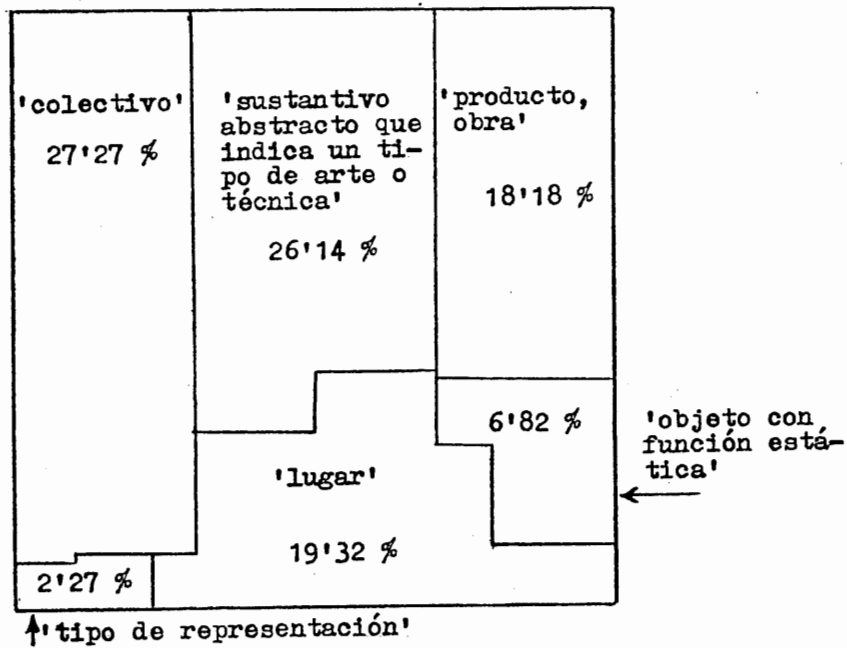 'colectivo'
27'27 %
'sustantivo
abstracto que
indica un ti-
po de arte o
técnica'
26'14 %
'producto,
obra'
18'18 %
6'82 %
'objeto con
función está-
tica'
'lugar'
19'32 %
2'27 %
'tipo de representación'